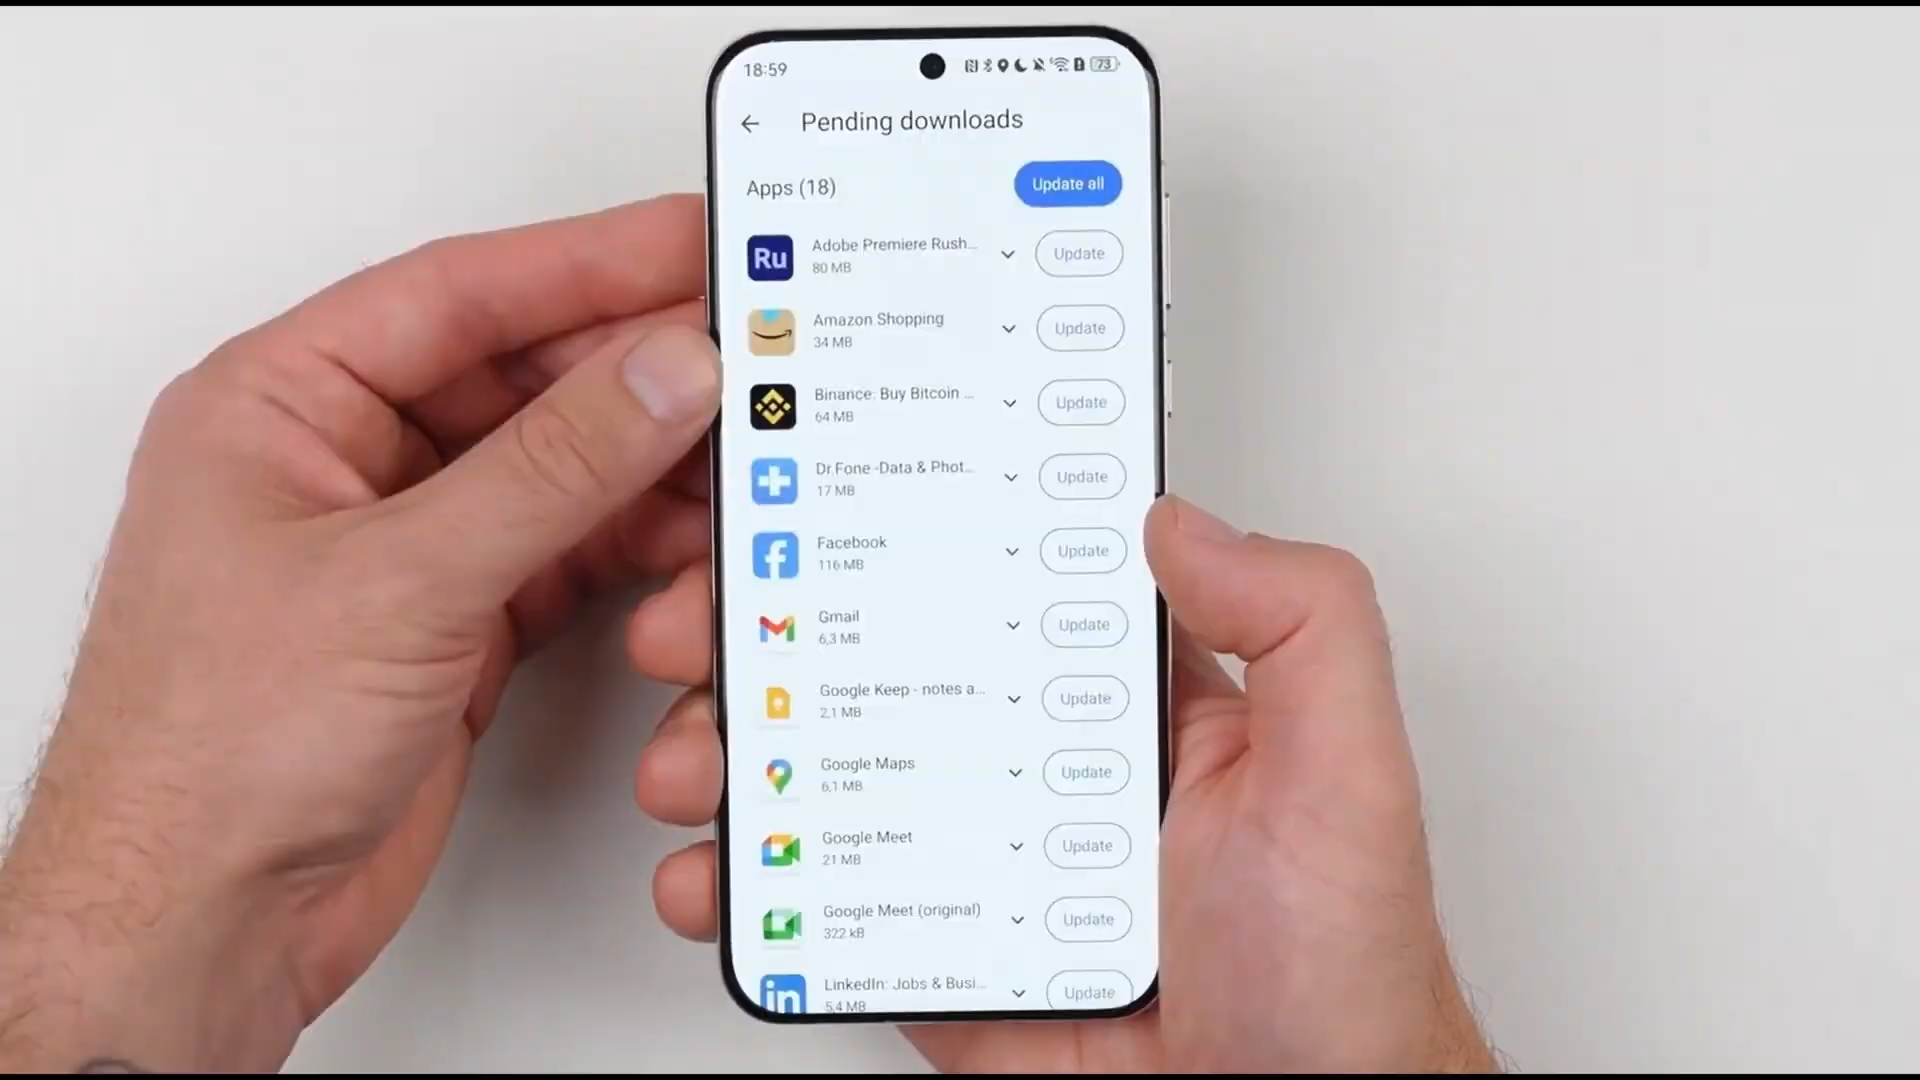 18:59
73
Pending downloads
Apps (18)
Update all
Ru
Adobe Premiere Rush...
80 MB
Update
Amazon Shopping
34 MB
Update
Binance: Buy Bitcoin ...
64 MB
Update
Dr.Fone -Data & Phot...
17 MB
Update
Facebook
116 MB
Update
Gmail
6,3 MB
Update
Google Keep - notes a...
2,1 MB
Update
Google Maps
6,1 MB
Update
Google Meet
21 MB
Update
Google Meet (original)
322 kB
Update
in
LinkedIn: Jobs & Busi...
5,4 MB
Update